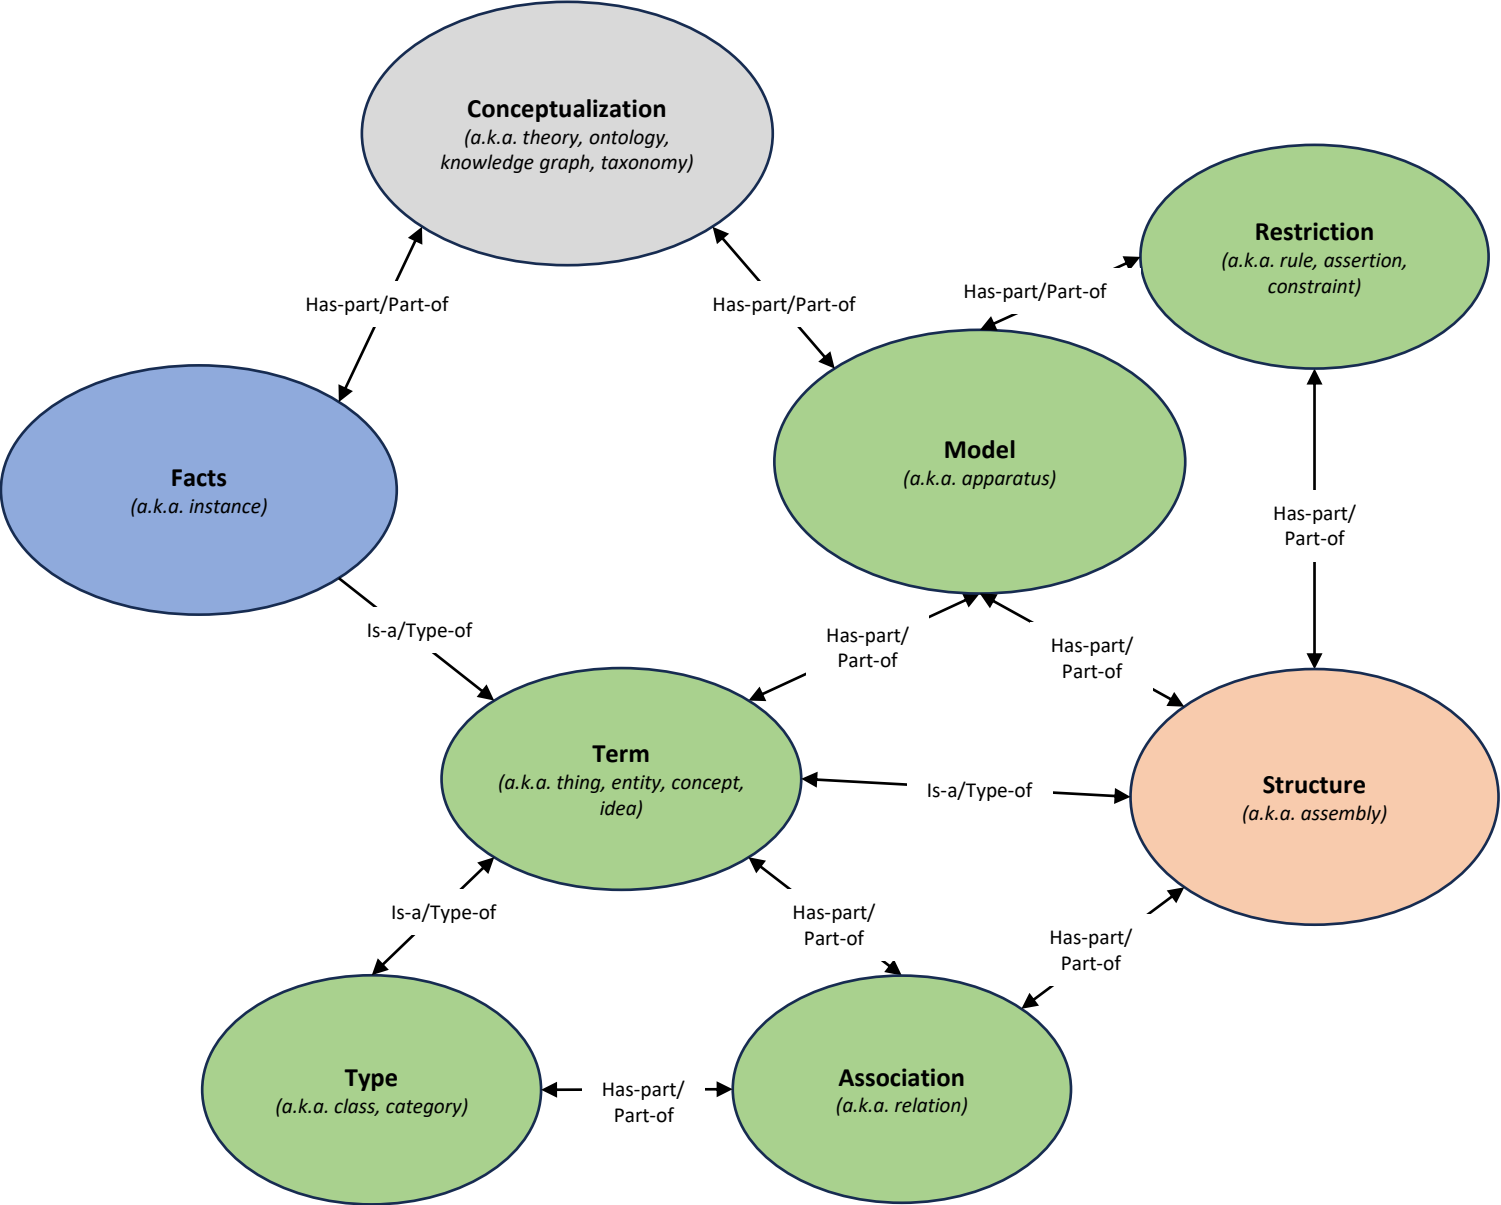 Conceptualization
(a.k.a. theory, ontology,
knowledge graph, taxonomy)
Restriction
(a.k.a. rule, assertion,
constraint)
Has-part/Part-of
Has-part/Part-of
Has-part/Part-of
Facts
(a.k.a. instance)
Model
(a.k.a. apparatus)
Has-part/
Part-of
Is-a/Type-of
Has-part/
Part-of
Has-part/
Part-of
Term
(a.k.a. thing, entity, concept,
idea)
Is-a/Type-of
Structure
(a.k.a. assembly)
Is-a/Type-of
Has-part/
Part-of
Has-part/
Part-of
Type
(a.k.a. class, category)
Has-part/
Part-of
Association
(a.k.a. relation)